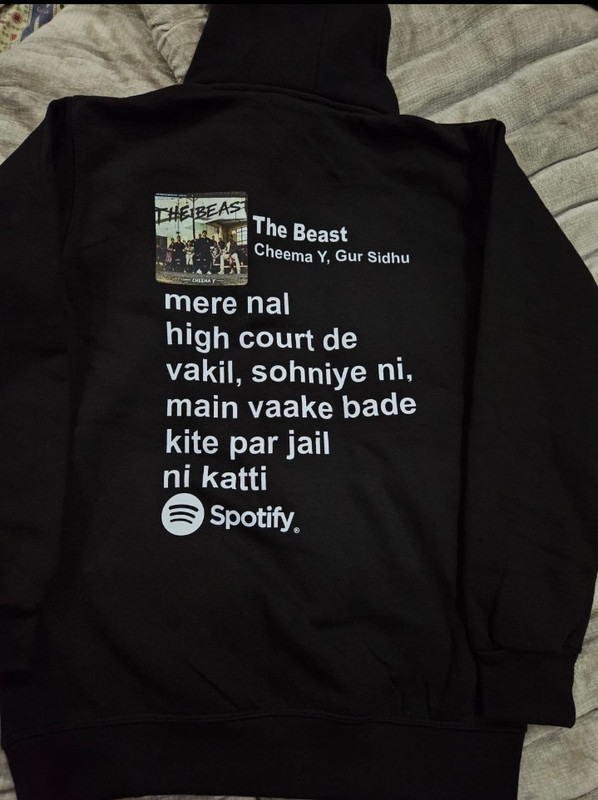 THE BEAST
CHEEMA Y
The Beast
Cheema Y, Gur Sidhu
mere nal
high court de
vakil, sohniye ni,
main vaake bade
kite par jail
ni katti
Spotify®